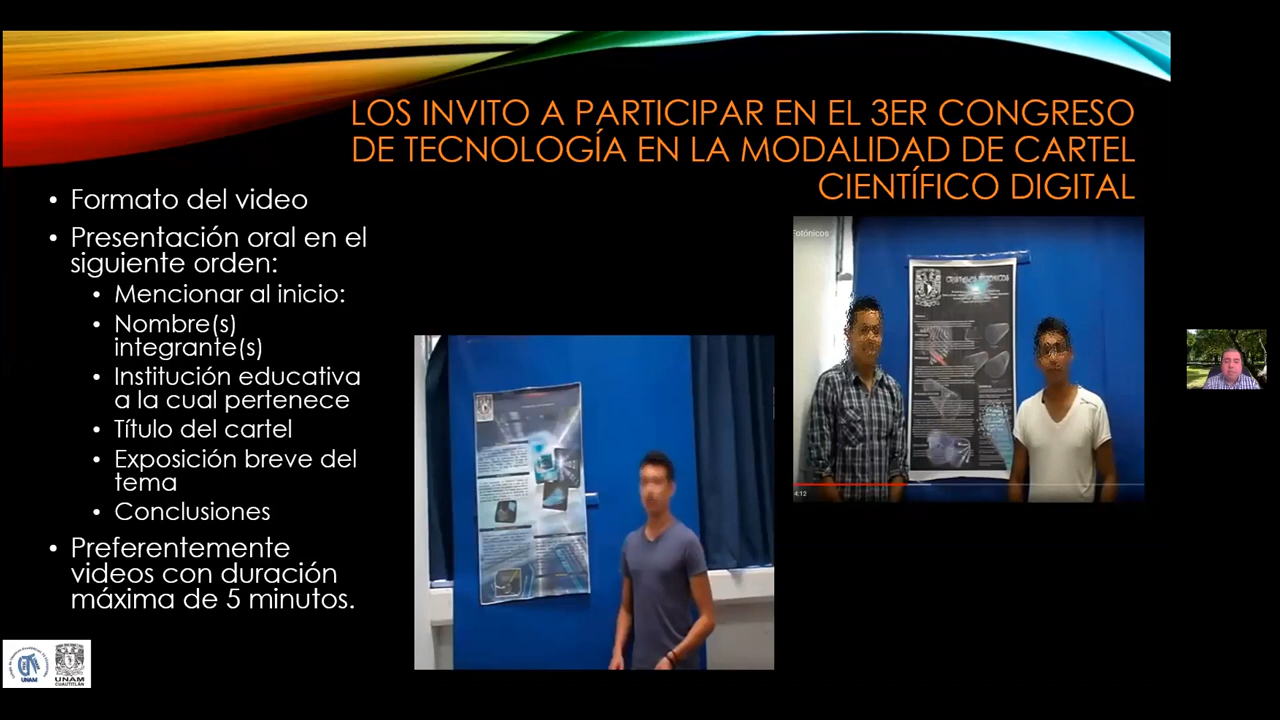 LOS INVITO A PARTICIPAR EN EL 3ER CONGRESO
DE TECNOLOGÍA EN LA MODALIDAD DE CARTEL
CIENTÍFICO DIGITAL
• Formato del video
• Presentación oral en el
siguiente orden:
• Mencionar al inicio:
• Nombre(s)
integrante(s)
• Institución educativa
a la cual pertenece
• Título del cartel
• Exposición breve del
tema
• Conclusiones
• Preferentemente
videos con duración
máxima de 5 minutos.
Fotónicos
4:12
UNAM
UNAM
CUAUTITLÁN